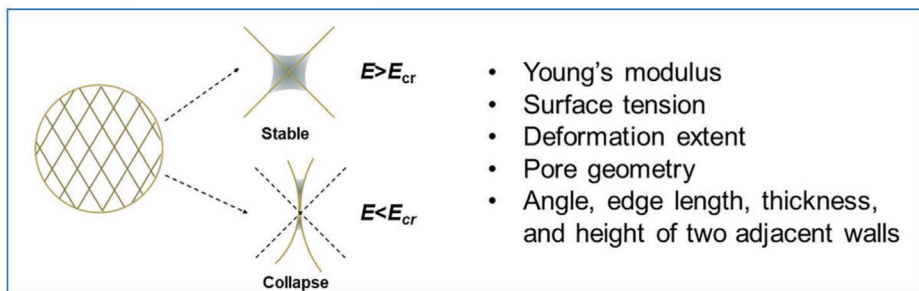 E>Ecr
Stable
E<Ecr
Collapse
• Young's modulus
• Surface tension
• Deformation extent
• Pore geometry
• Angle, edge length, thickness,
and height of two adjacent walls